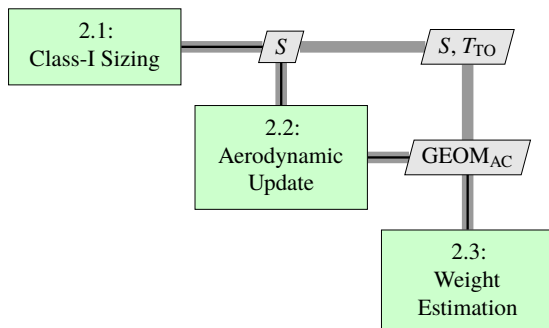 2.1:
Class-I Sizing
S
S, T_TO
2.2:
Aerodynamic
Update
GEOM_AC
2.3:
Weight
Estimation